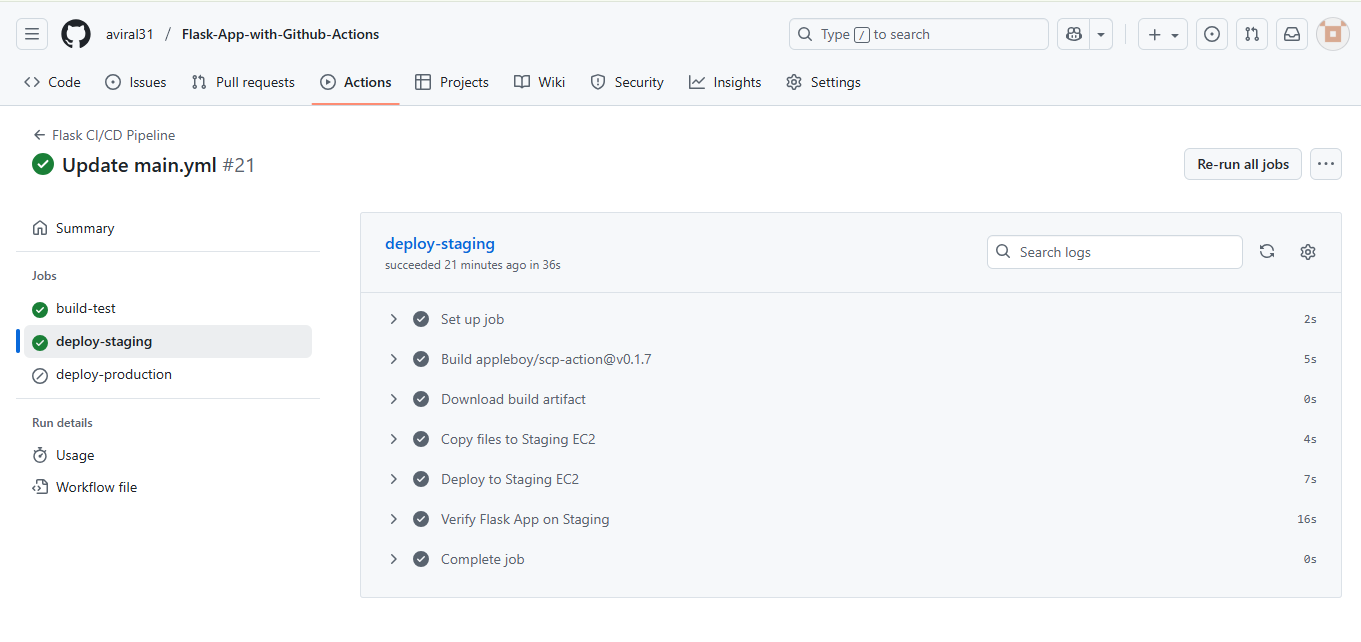 aviral31 / Flask-App-with-Github-Actions
Type / to search
Code
Issues
Pull requests
Actions
Projects
Wiki
Security
Insights
Settings
Flask CI/CD Pipeline
Update main.yml #21
Re-run all jobs
Summary
Jobs
build-test
deploy-staging
deploy-production
Run details
Usage
Workflow file
deploy-staging
succeeded 21 minutes ago in 36s
Search logs
Set up job 2s
Build appleboy/scp-action@v0.1.7 5s
Download build artifact 0s
Copy files to Staging EC2 4s
Deploy to Staging EC2 7s
Verify Flask App on Staging 16s
Complete job 0s